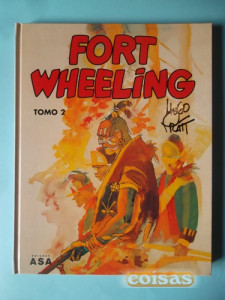 FORT
WHEELING
TOMO 2
HUGO
PRATT
EDIÇÕES
ASA
coisas